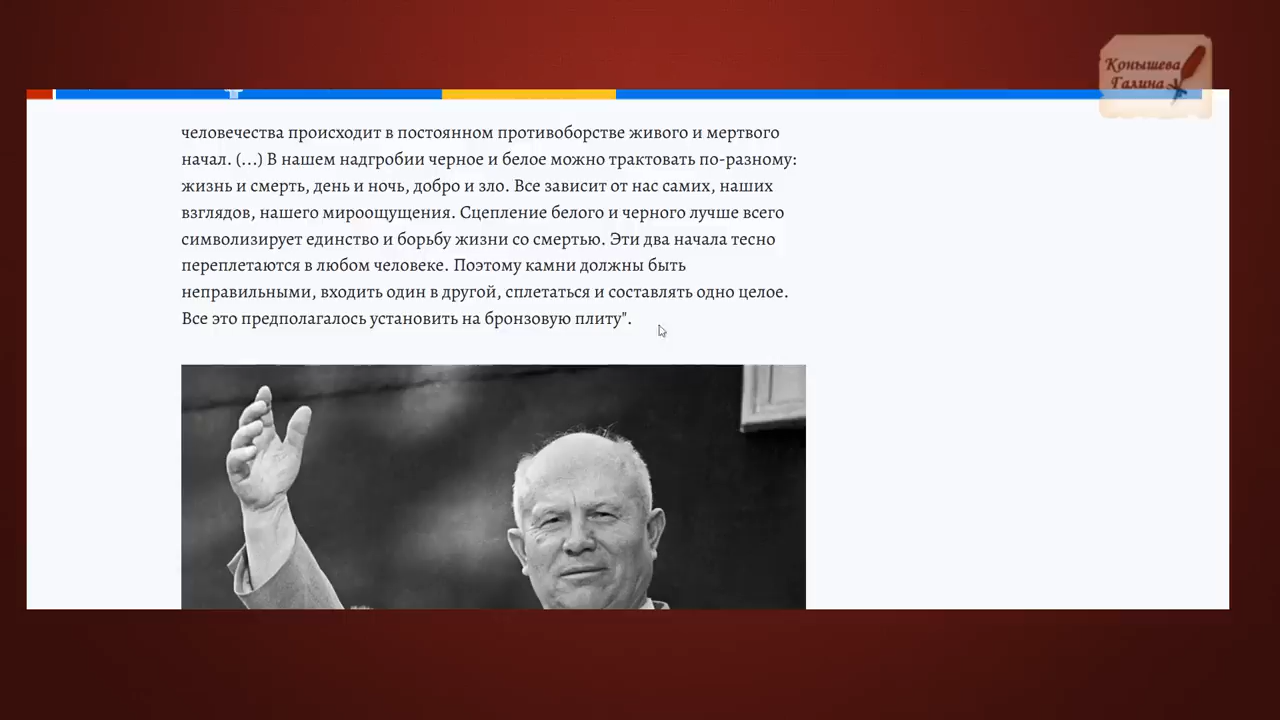 Конышева
Галина
человечества происходит в постоянном противоборстве живого и мертвого
начал. (...) В нашем надгробии черное и белое можно трактовать по-разному:
жизнь и смерть, день и ночь, добро и зло. Все зависит от нас самих, наших
взглядов, нашего мироощущения. Сцепление белого и черного лучше всего
символизирует единство и борьбу жизни со смертью. Эти два начала тесно
переплетаются в любом человеке. Поэтому камни должны быть
неправильными, входить один в другой, сплетаться и составлять одно целое.
Все это предполагалось установить на бронзовую плиту".